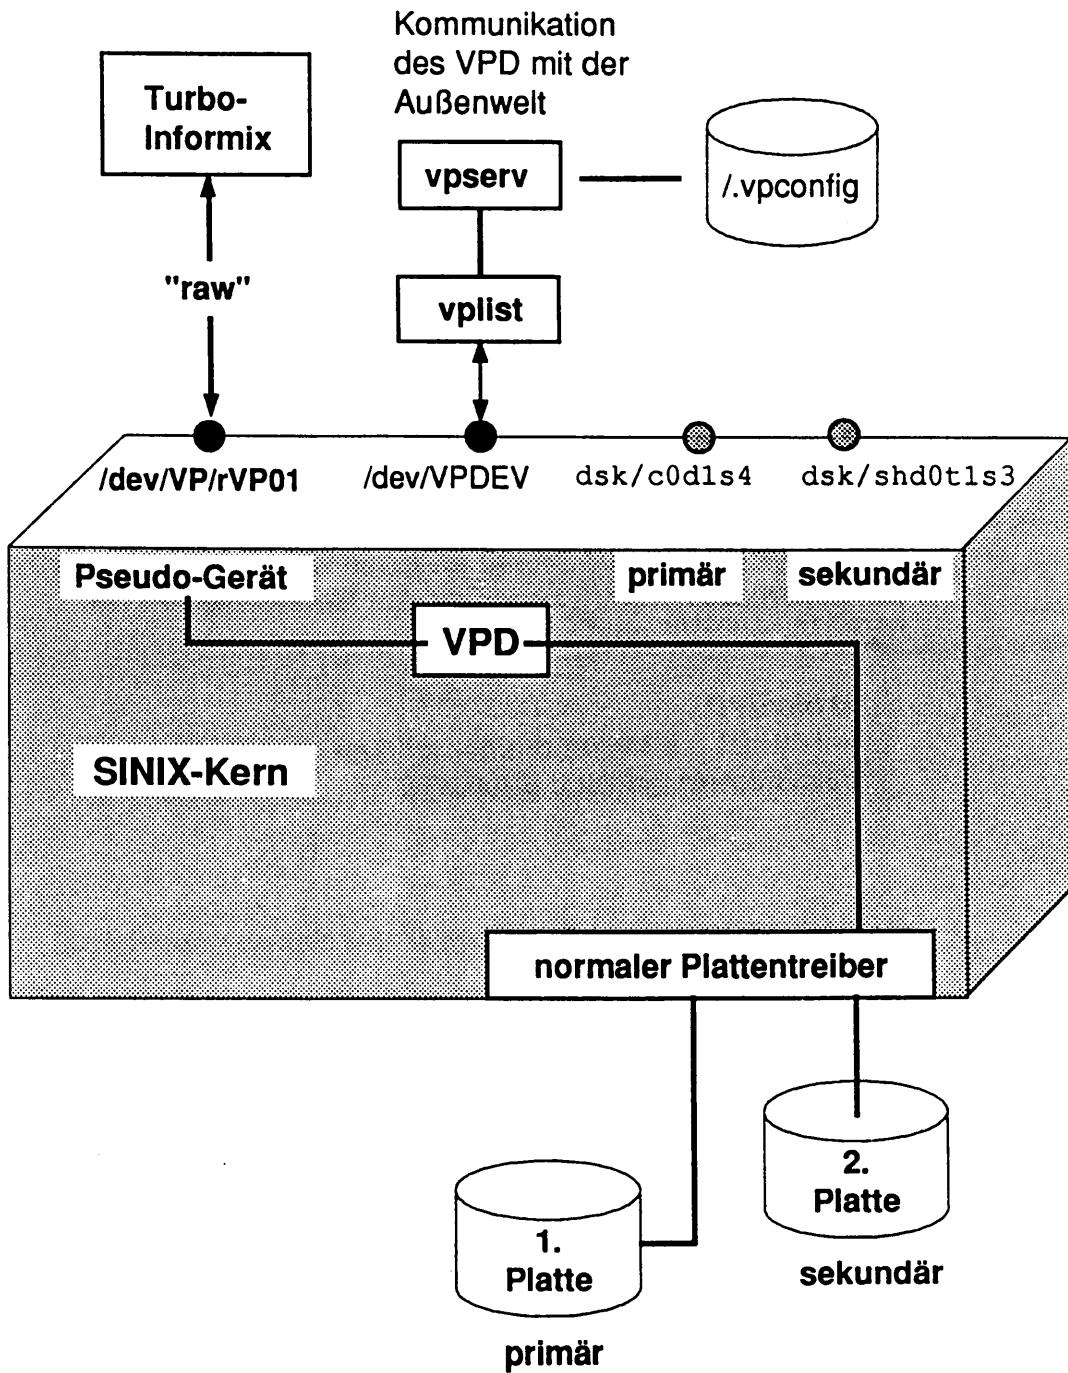 Kommunikation
des VPD mit der
Außenwelt
Turbo-
Informix
vpserv
/.vpconfig
"raw"
vplist
/dev/VP/rVP01
/dev/VPDEV
dsk/c0d1s4
dsk/shd0t1s3
Pseudo-Gerät
primär
sekundär
VPD
SINIX-Kern
normaler Plattentreiber
2.
Platte
sekundär
1.
Platte
primär